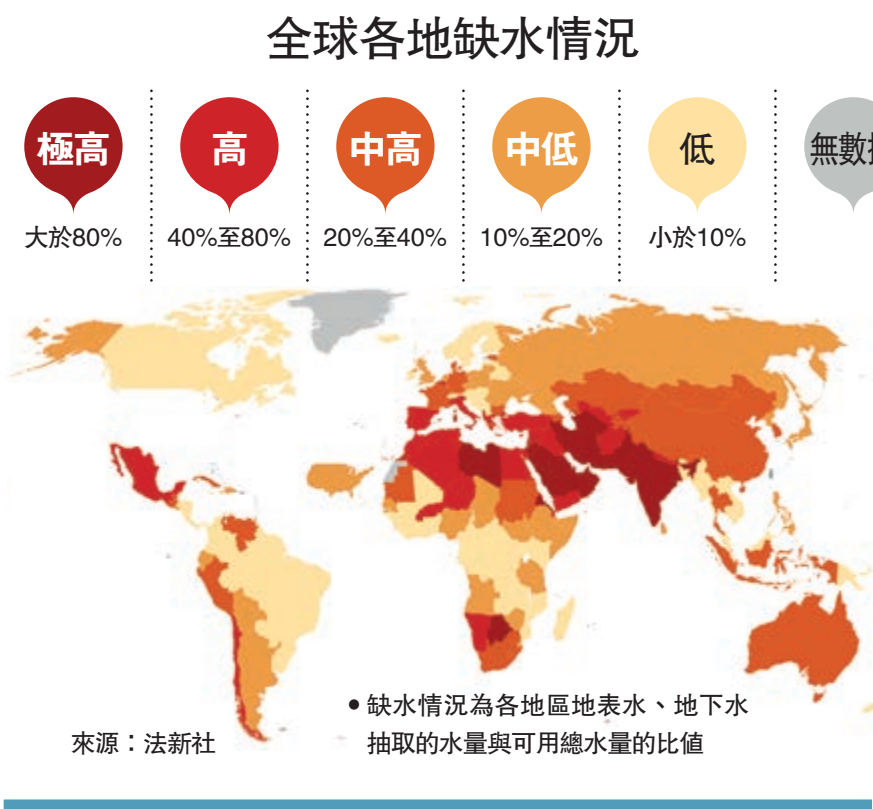 全球各地缺水情況
極高
高
中高
中低
低
無數
大於80%
40%至80%
20%至40%
10%至20%
小於10%
• 缺水情況為各地區地表水、地下水
抽取的水量與可用總水量的比值
來源：法新社